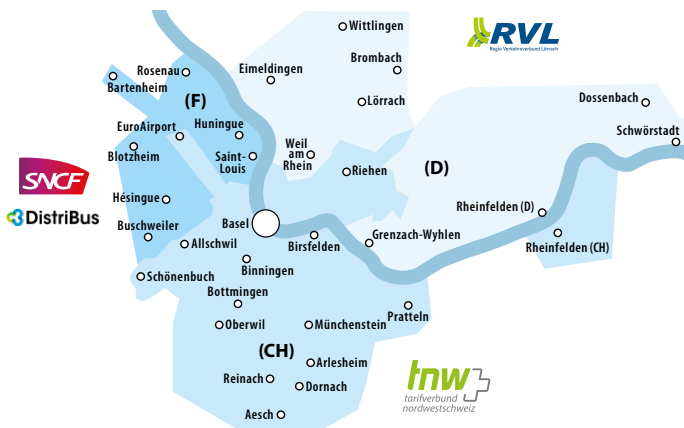 Wittlingen
RVL
Regio Verkehrsverbund Lörrach
Brombach
Rosenau
Eimeldingen
Bartenheim
(F)
Lörrach
Dossenbach
EuroAirport
Huningue
Schwörstadt
Blotzheim
Saint-
Louis
Weil
am
Rhein
Riehen
(D)
SNCF
Hésingue
DistriBus
Rheinfelden (D)
Buschweiler
Basel
Allschwil
Birsfelden
Grenzach-Wyhlen
Rheinfelden (CH)
Binningen
Schönenbuch
Bottmingen
Pratteln
Oberwil
Münchenstein
(CH)
Arlesheim
Reinach
Dornach
Aesch
tnw
tarifverbund
nordwestschweiz